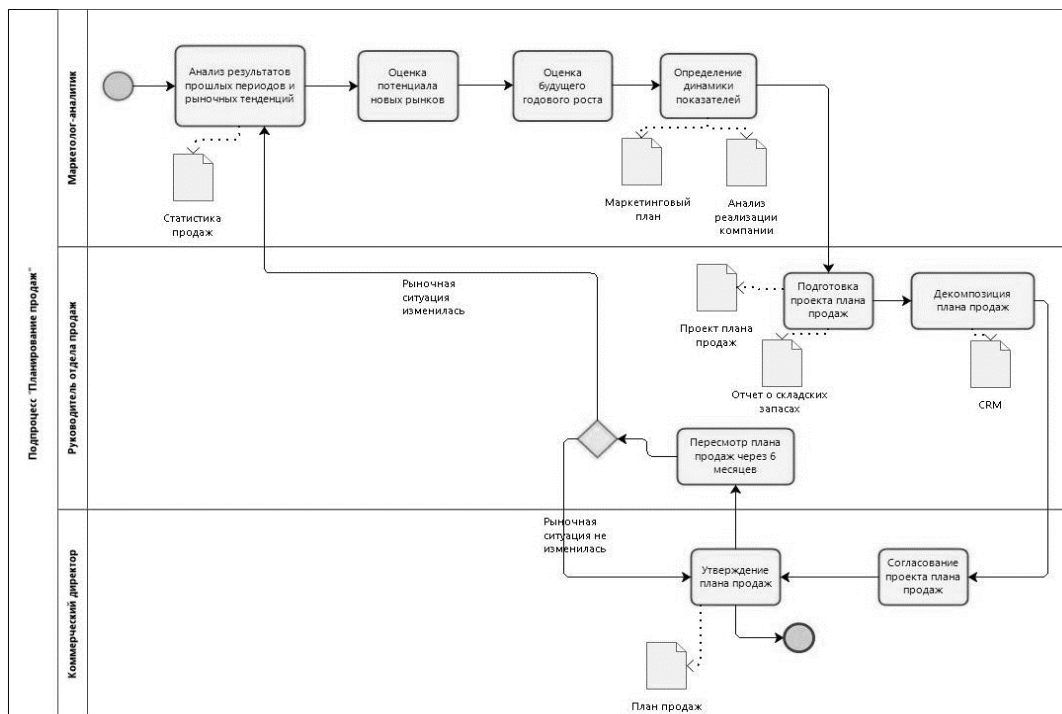 Подпроцесс "Планирование продаж"
Маркетолог-аналитик
Анализ результатов
прошлых периодов и
рыночных тенденций
Оценка
потенциала
новых рынков
Оценка
будущего
годового роста
Определение
динамики
показателей
Статистика
продаж
Маркетинговый
план
Анализ
реализации
компании
Руководитель отдела продаж
Рыночная
ситуация
изменилась
Проект плана
продаж
Подготовка
проекта плана
продаж
Декомпозиция
плана продаж
Отчет о складских
запасах
CRM
Пересмотр плана
продаж через 6
месяцев
Рыночная
ситуация не
изменилась
Коммерческий директор
Утверждение
плана продаж
Согласование
проекта плана
продаж
План продаж